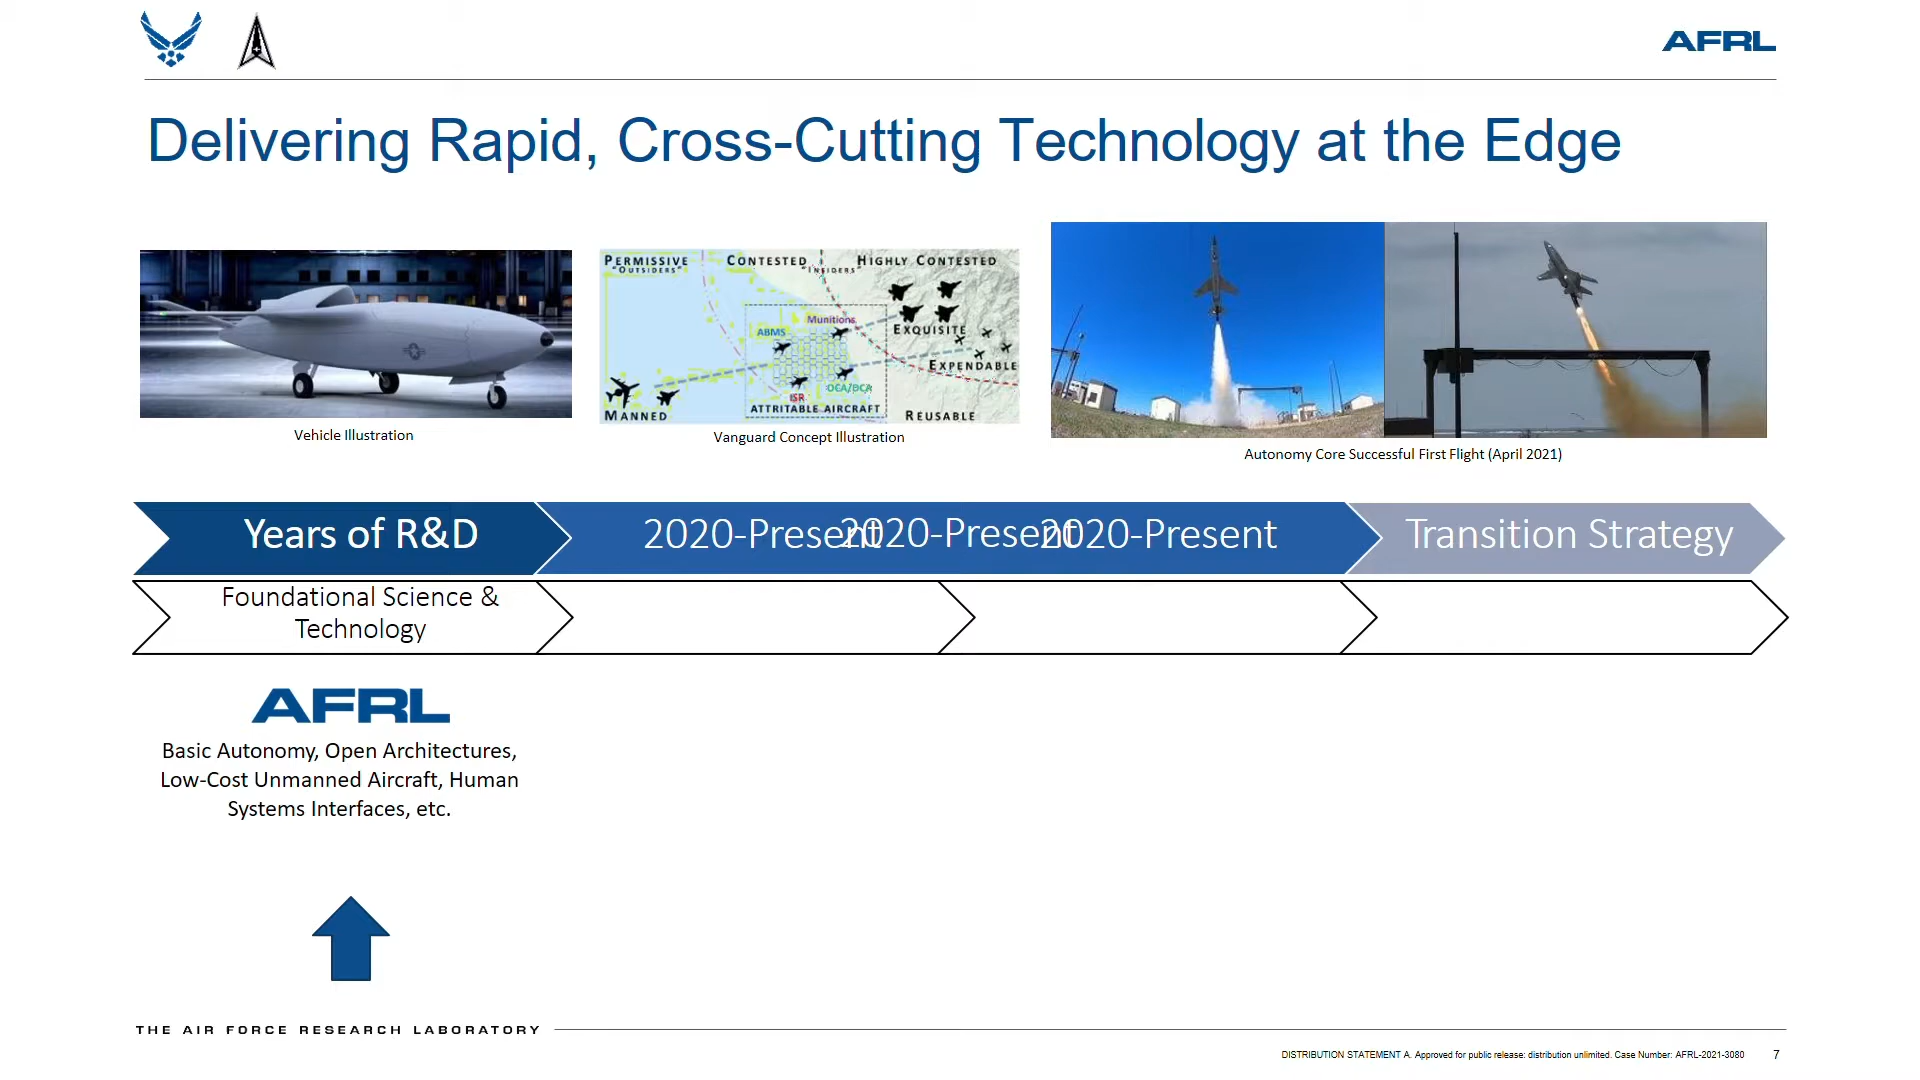 AFRL
Delivering Rapid, Cross-Cutting Technology at the Edge
PERMISSIVE
"OUTSIDERS"
CONTESTED
"INSIDERS"
HIGHLY CONTESTED
ABMS
Munitions
EXQUISITE
EXPENDABLE
OCA/DCA
ISR
MANNED
ATTRITABLE AIRCRAFT
REUSABLE
Vehicle Illustration
Vanguard Concept Illustration
Autonomy Core Successful First Flight (April 2021)
Years of R&D
2020-Present
2020-Present
2020-Present
Transition Strategy
Foundational Science &
Technology
AFRL
Basic Autonomy, Open Architectures,
Low-Cost Unmanned Aircraft, Human
Systems Interfaces, etc.
THE AIR FORCE RESEARCH LABORATORY
DISTRIBUTION STATEMENT A. Approved for public release: distribution unlimited. Case Number: AFRL-2021-3080
7